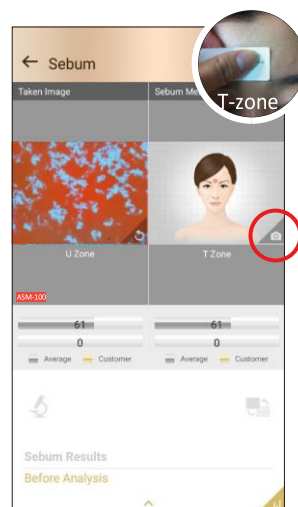 Sebum
T-zone
Taken Image
Sebum Me
U Zone
T Zone
ASM-100
61
61
0
0
Average
Customer
Average
Customer
Sebum Results
Before Analysis